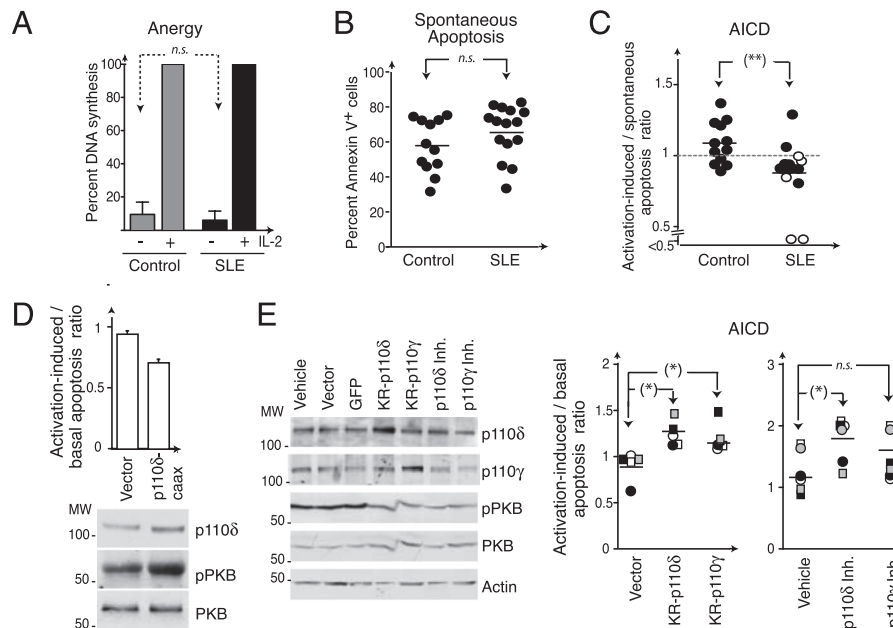 A
Anergy
n.s.
Percent DNA synthesis
100
80
60
40
20
- + - + IL-2
Control SLE
B
Spontaneous
Apoptosis
n.s.
Percent Annexin V+ cells
100
80
60
40
20
0
Control SLE
C
AICD
(**)
Activation-induced / spontaneous
apoptosis ratio
1.5
1
0.5
<0.5
Control SLE
D
Activation-induced /
basal apoptosis ratio
1
0.5
0
Vector
p110δ-
caax
MW
100
p110δ
50
pPKB
50
PKB
E
Vehicle
Vector
GFP
KR-p110δ
KR-p110γ
p110δ Inh.
p110γ Inh.
MW
100
p110δ
100
p110γ
50
pPKB
50
PKB
50
Actin
AICD
Activation-induced / basal
apoptosis ratio
2
1.5
1
0.5
0
(*)
(*)
Vector
KR-p110δ
KR-p110γ
3
2
1
0
n.s.
(*)
Vehicle
p110δ Inh.
p110γ Inh.